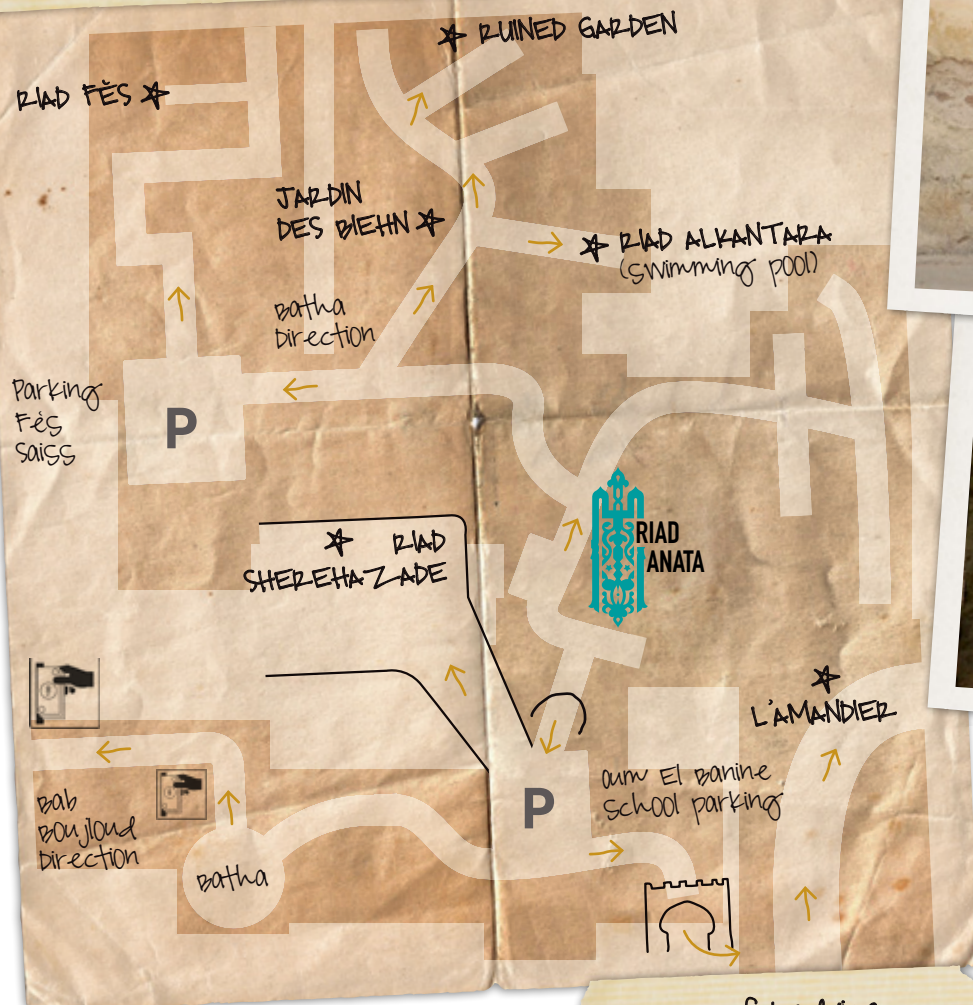 RUINED GARDEN
RIAD FÈS
JARDIN
DES BIEHN
RIAD ALKANTARA
(swimming pool)
Batha
Direction
Parking
Fés
Saiss
P
RIAD
ANATA
RIAD
SHEREHAZADE
L'AMANDIER
Oum El Banine
School parking
P
Bab
Boujloud
Direction
Batha